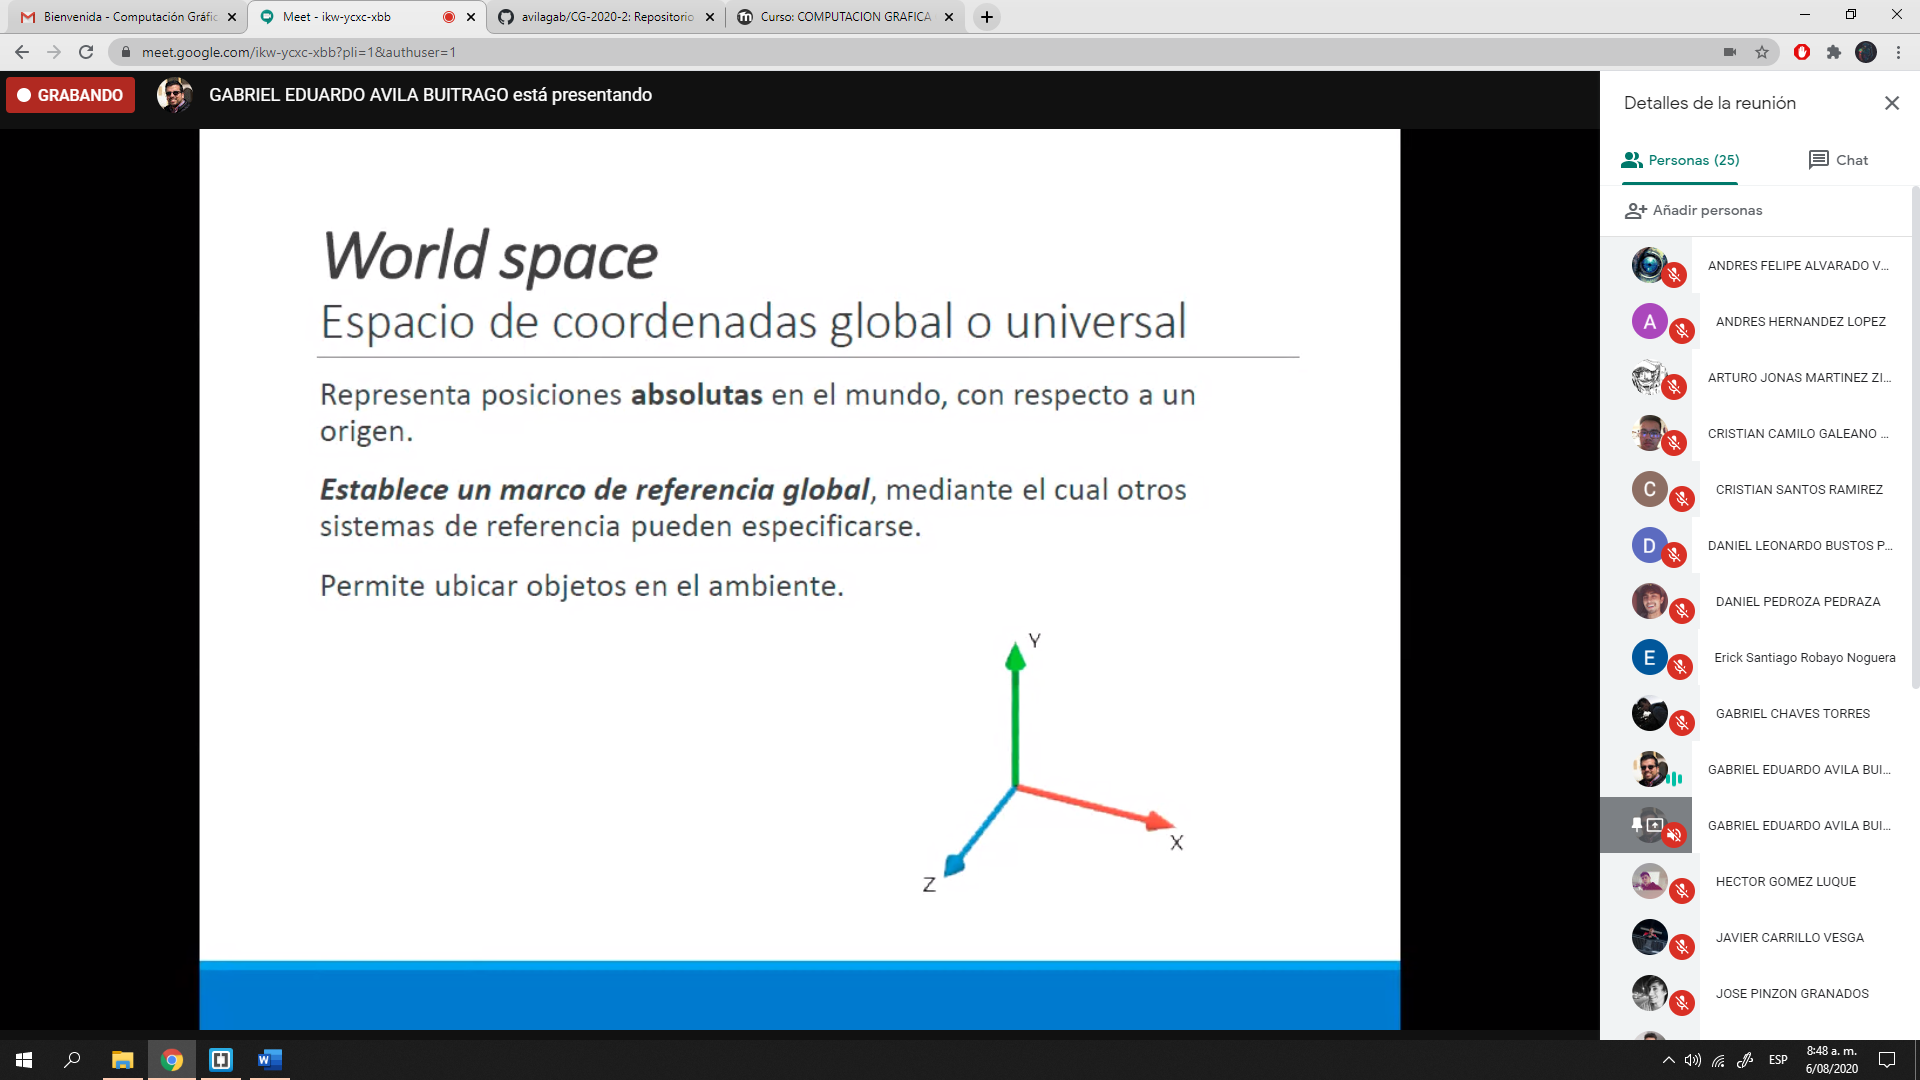 Bienvenida - Computación Gráfic
Meet - ikw-ycxc-xbb
avilagab/CG-2020-2: Repositorio
Curso: COMPUTACION GRAFICA
meet.google.com/ikw-ycxc-xbb?pli=1&authuser=1
GRABANDO
GABRIEL EDUARDO AVILA BUITRAGO está presentando
World space
Espacio de coordenadas global o universal
Representa posiciones absolutas en el mundo, con respecto a un
origen.
Establece un marco de referencia global, mediante el cual otros
sistemas de referencia pueden especificarse.
Permite ubicar objetos en el ambiente.
Y
X
Z
Detalles de la reunión
Personas (25)
Chat
Añadir personas
ANDRES FELIPE ALVARADO V...
A
ANDRES HERNANDEZ LOPEZ
ARTURO JONAS MARTINEZ ZI...
CRISTIAN CAMILO GALEANO ...
C
CRISTIAN SANTOS RAMIREZ
D
DANIEL LEONARDO BUSTOS P...
DANIEL PEDROZA PEDRAZA
E
Erick Santiago Robayo Noguera
GABRIEL CHAVES TORRES
GABRIEL EDUARDO AVILA BUI...
GABRIEL EDUARDO AVILA BUI...
HECTOR GOMEZ LUQUE
JAVIER CARRILLO VESGA
JOSE PINZON GRANADOS
ESP
8:48 a. m.
6/08/2020